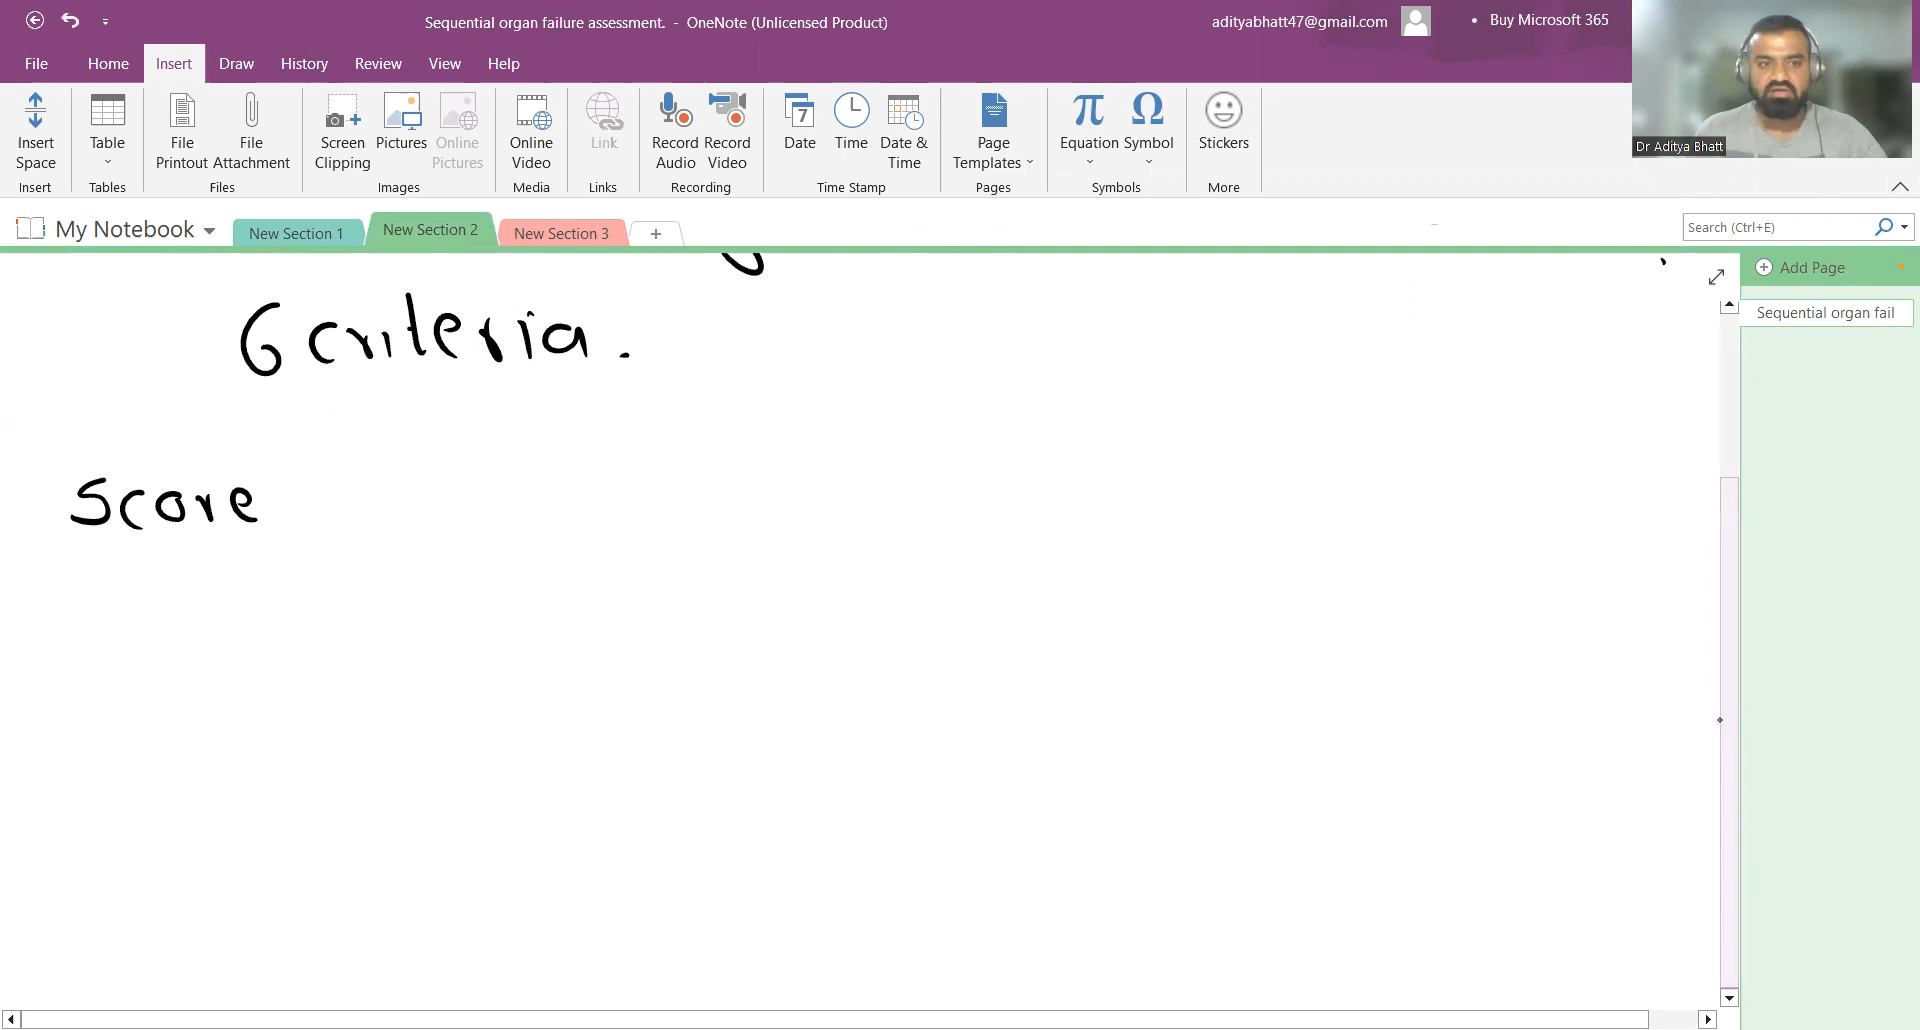 Sequential organ failure assessment. - OneNote (Unlicensed Product)
adityabhatt47@gmail.com
Buy Microsoft 365
File Home Insert Draw History Review View Help
Insert Space
Table
File Printout
File Attachment
Screen Clipping
Pictures
Online Pictures
Online Video
Link
Record Audio
Record Video
Date
Time
Date & Time
Page Templates
Equation
Symbol
Stickers
Insert Tables Files Images Media Links Recording Time Stamp Pages Symbols More
Dr Aditya Bhatt
My Notebook New Section 1 New Section 2 New Section 3
Search (Ctrl+E)
Add Page
Sequential organ fail
6 criteria.
Score